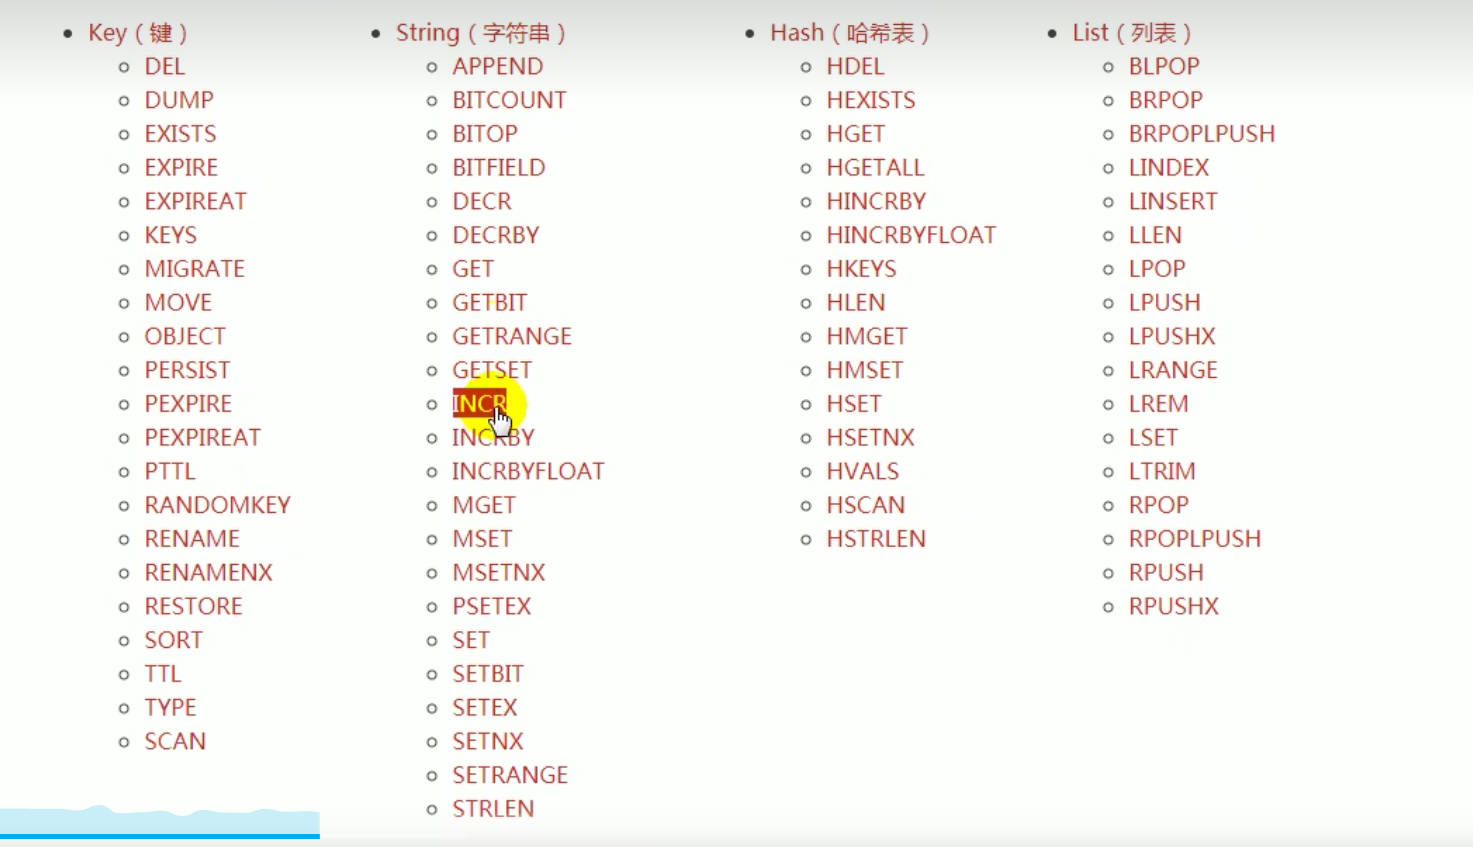 Key（键）
DEL
DUMP
EXISTS
EXPIRE
EXPIREAT
KEYS
MIGRATE
MOVE
OBJECT
PERSIST
PEXPIRE
PEXPIREAT
PTTL
RANDOMKEY
RENAME
RENAMENX
RESTORE
SORT
TTL
TYPE
SCAN
String（字符串）
APPEND
BITCOUNT
BITOP
BITFIELD
DECR
DECRBY
GET
GETBIT
GETRANGE
GETSET
INCR
INCRBY
INCRBYFLOAT
MGET
MSET
MSETNX
PSETEX
SET
SETBIT
SETEX
SETNX
SETRANGE
STRLEN
Hash（哈希表）
HDEL
HEXISTS
HGET
HGETALL
HINCRBY
HINCRBYFLOAT
HKEYS
HLEN
HMGET
HMSET
HSET
HSETNX
HVALS
HSCAN
HSTRLEN
List（列表）
BLPOP
BRPOP
BRPOPLPUSH
LINDEX
LINSERT
LLEN
LPOP
LPUSH
LPUSHX
LRANGE
LREM
LSET
LTRIM
RPOP
RPOPLPUSH
RPUSH
RPUSHX